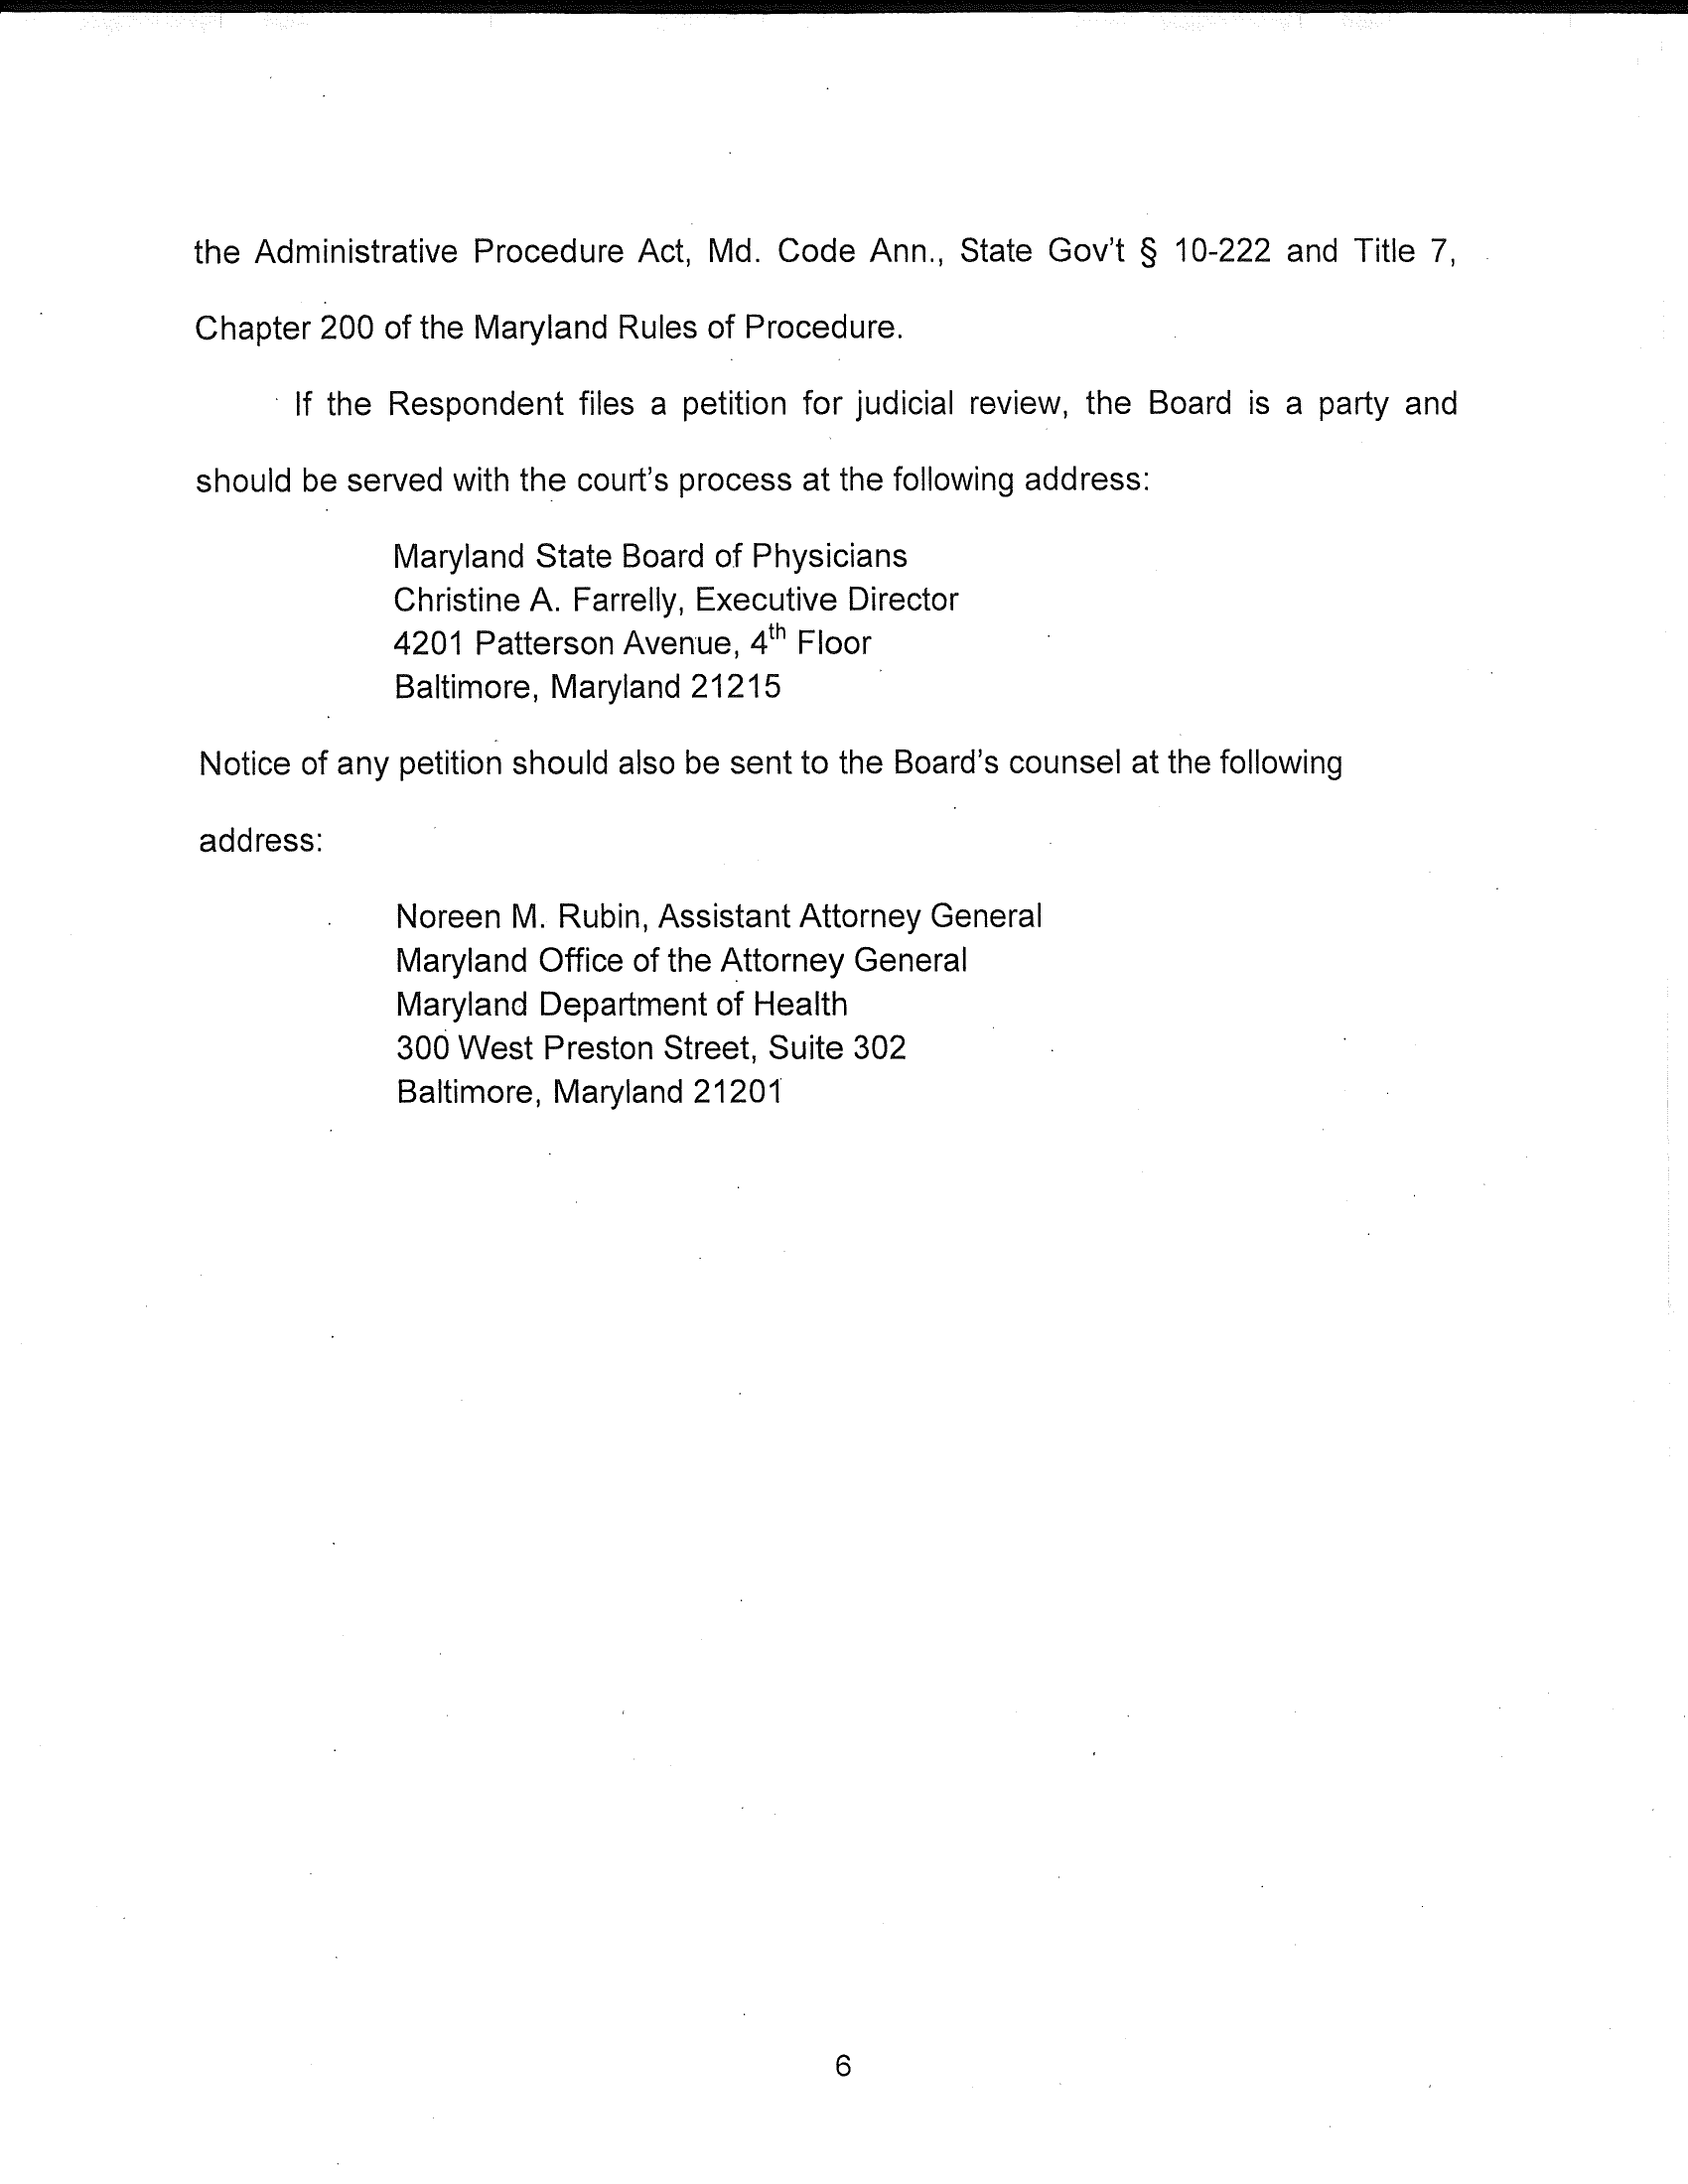 the Administrative Procedure Act, Md. Code Ann., State Gov't § 10-222 and Title 7,
Chapter 200 of the Maryland Rules of Procedure.
If the Respondent files a petition for judicial review, the Board is a party and
should be served with the court's process at the following address:
Maryland State Board of Physicians
Christine A. Farrelly, Executive Director
4201 Patterson Avenue, 4th Floor
Baltimore, Maryland 21215
Notice of any petition should also be sent to the Board's counsel at the following
address:
Noreen M. Rubin, Assistant Attorney General
Maryland Office of the Attorney General
Maryland Department of Health
300 West Preston Street, Suite 302
Baltimore, Maryland 21201
6